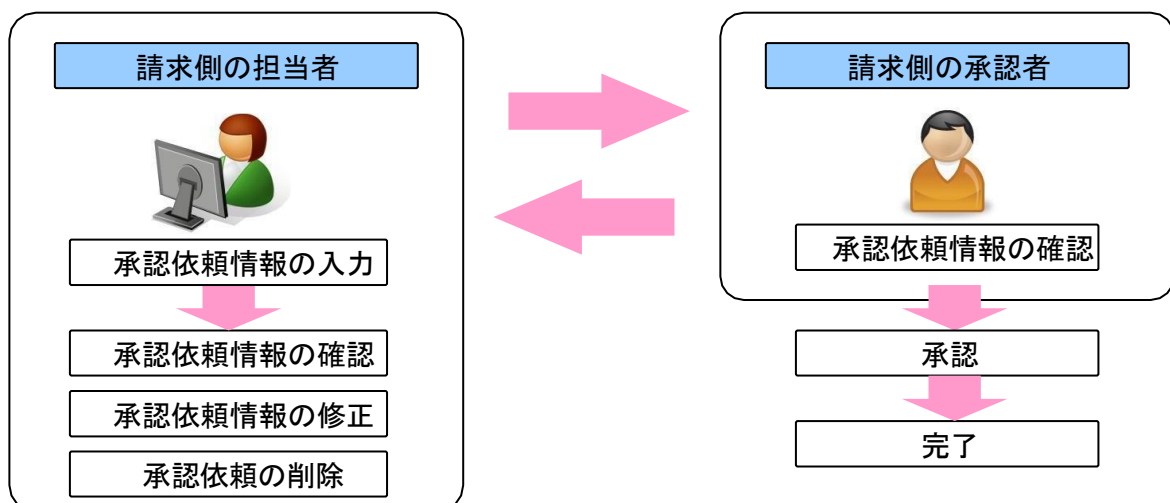 請求側の担当者
承認依頼情報の入力
承認依頼情報の確認
承認依頼情報の修正
承認依頼の削除
請求側の承認者
承認依頼情報の確認
承認
完了